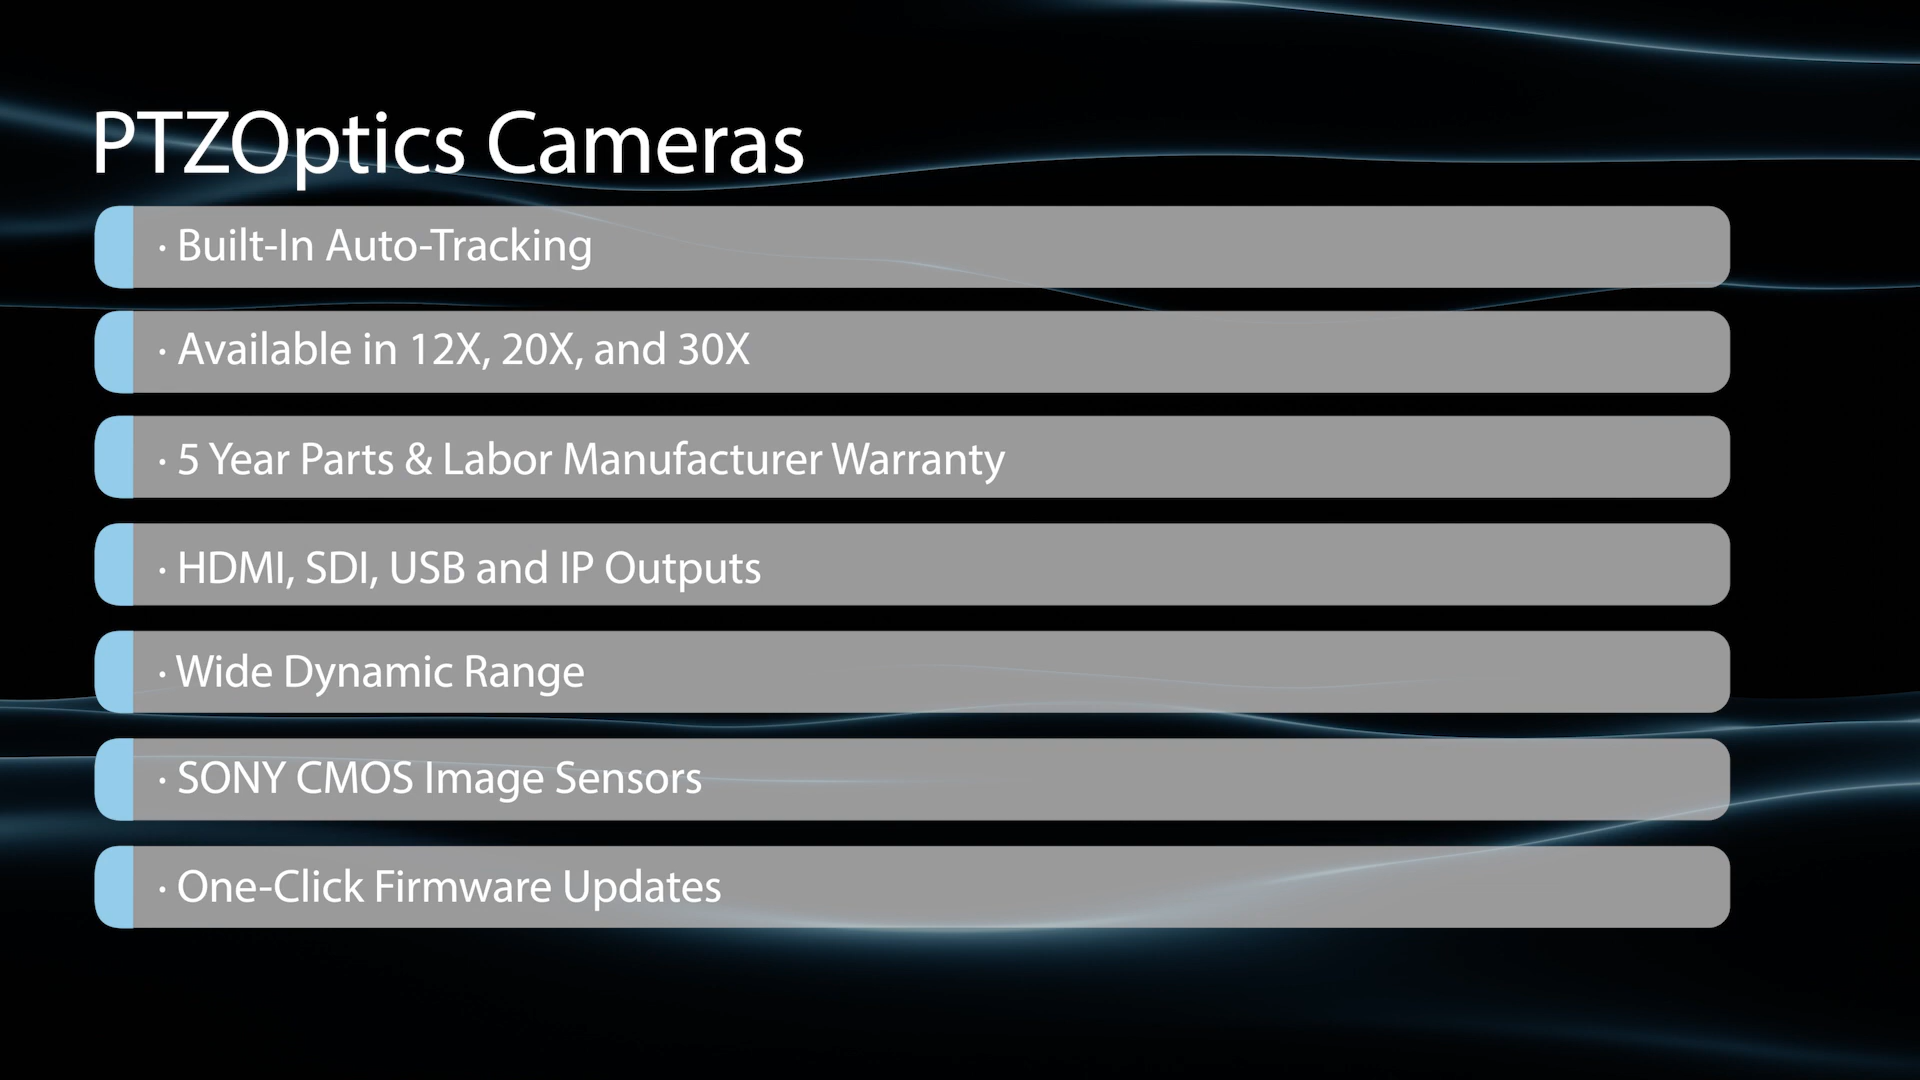 PTZOptics Cameras
· Built-In Auto-Tracking
· Available in 12X, 20X, and 30X
· 5 Year Parts & Labor Manufacturer Warranty
· HDMI, SDI, USB and IP Outputs
· Wide Dynamic Range
· SONY CMOS Image Sensors
· One-Click Firmware Updates